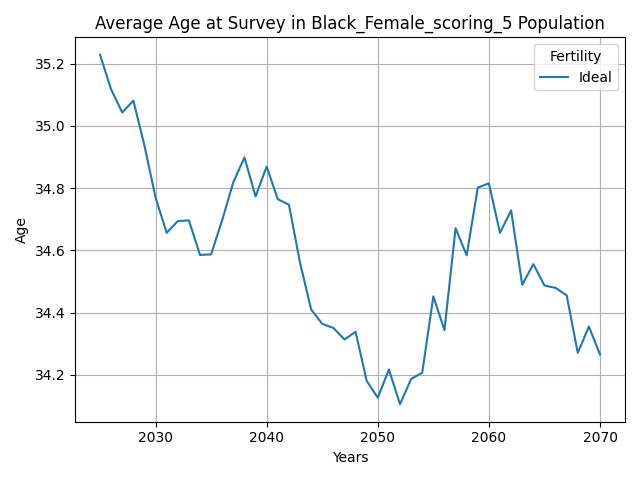 Average Age at Survey in Black_Female_scoring_5 Population
Fertility
Ideal
Age
35.2
35.0
34.8
34.6
34.4
34.2
2030 2040 2050 2060 2070
Years